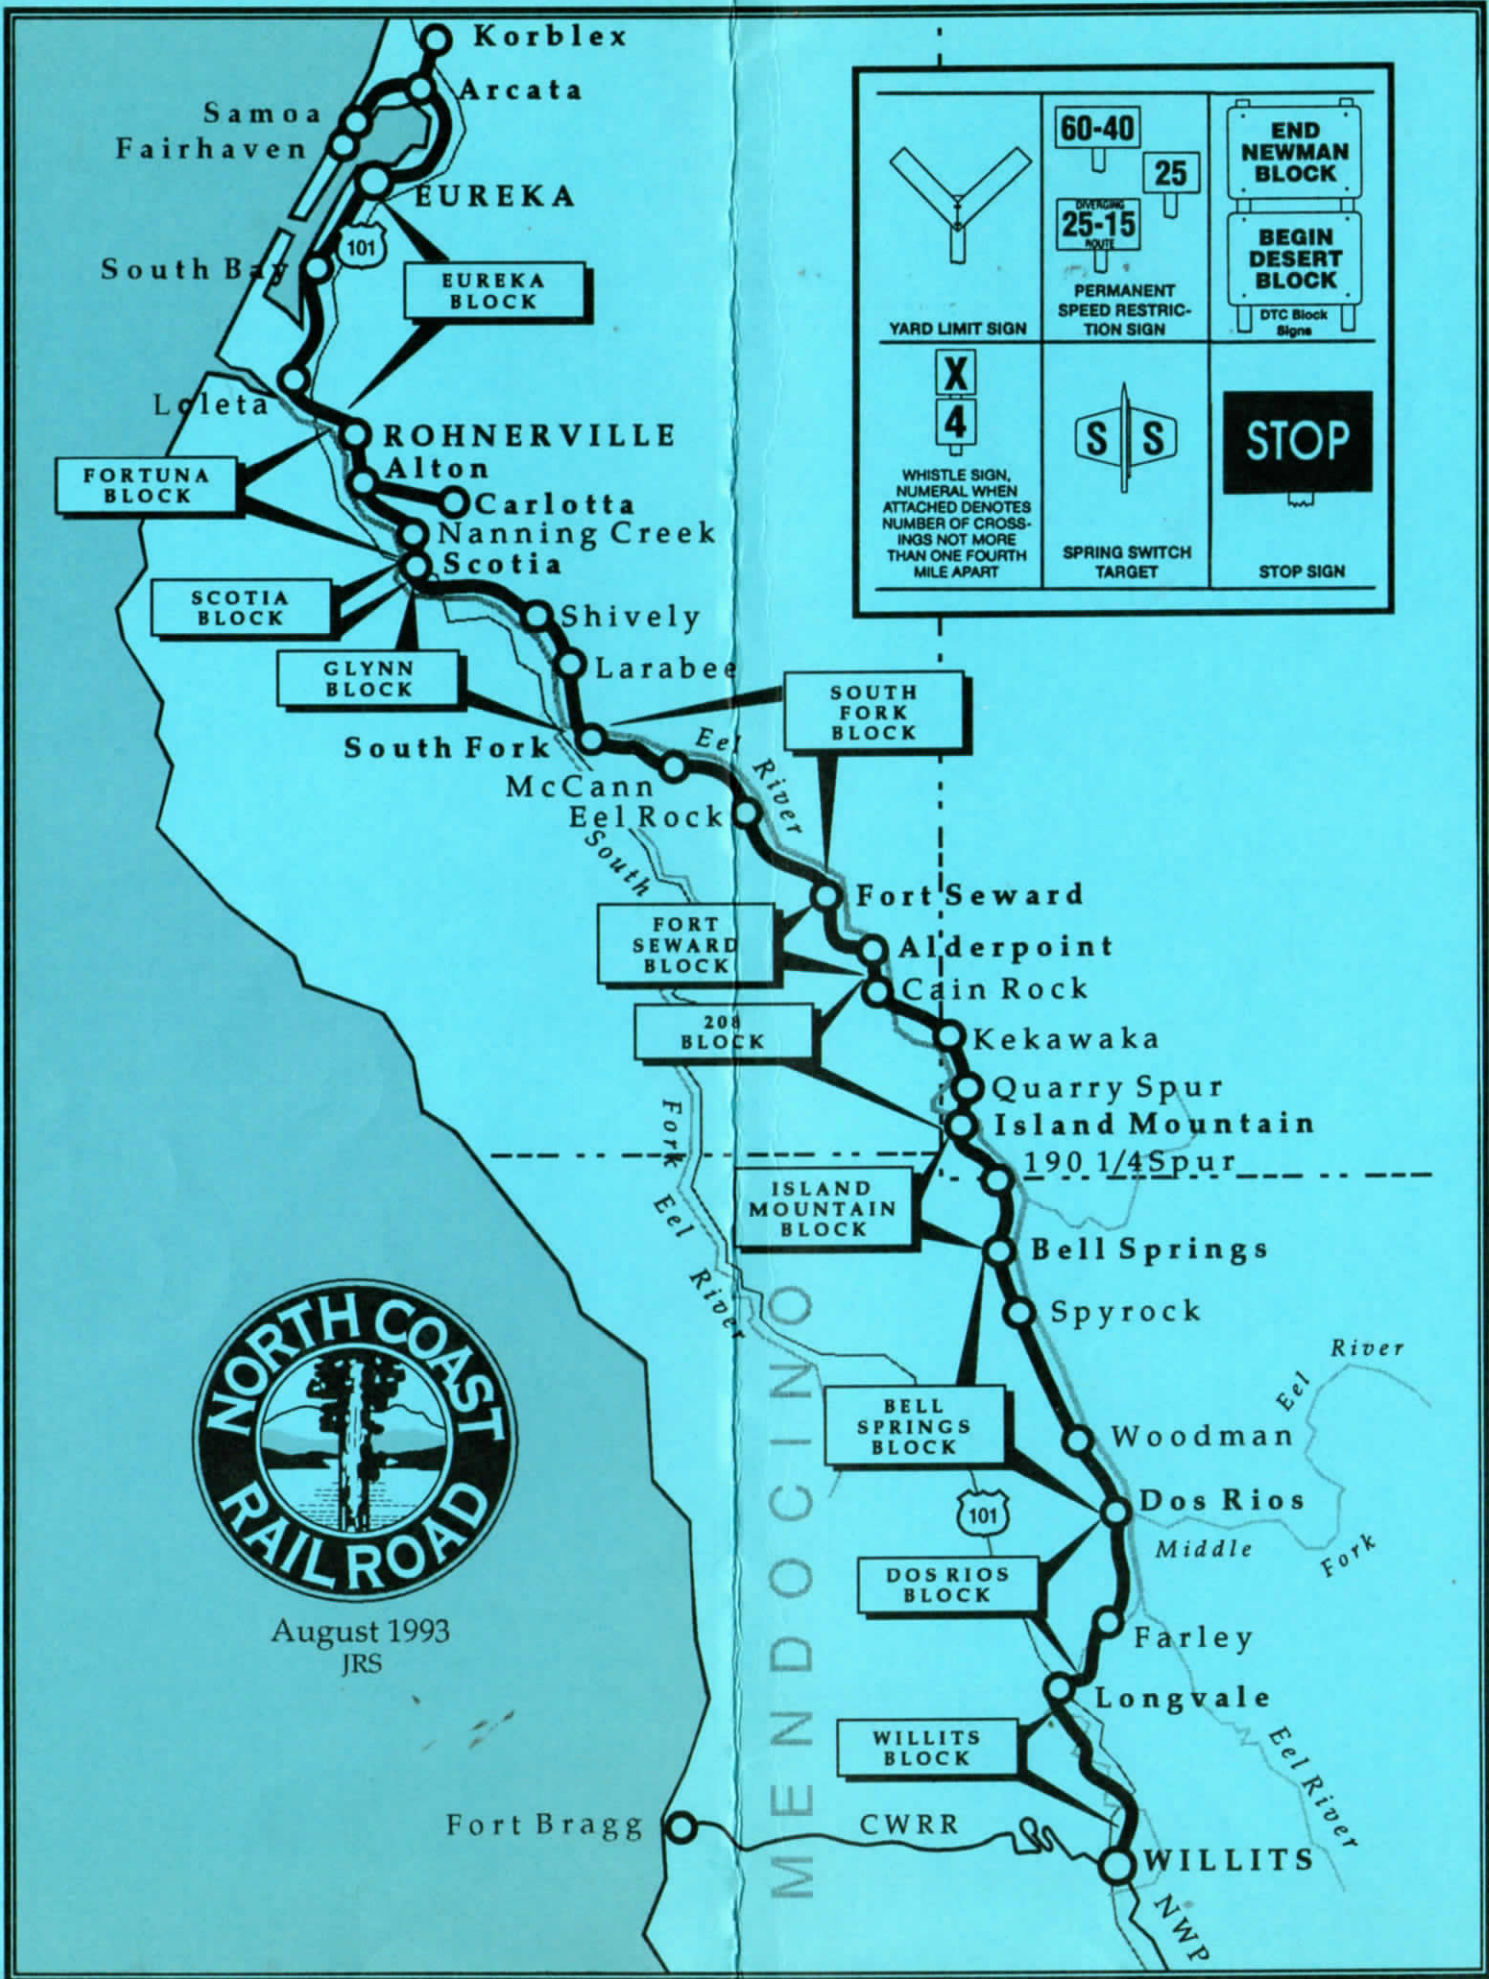 Korblex
Arcata
Samoa
Fairhaven
EUREKA
101
South Bay
EUREKA
BLOCK
Loleta
ROHNERVILLE
Alton
FORTUNA
BLOCK
Carlotta
Nanning Creek
Scotia
SCOTIA
BLOCK
Shively
GLYNN
BLOCK
Larabee
SOUTH
FORK
BLOCK
South Fork
Eel River
McCann
Eel Rock
South
Fort Seward
FORT
SEWARD
BLOCK
Alderpoint
Cain Rock
208
BLOCK
Kekawaka
Quarry Spur
Fork
Island Mountain
190 1/4 Spur
ISLAND
MOUNTAIN
BLOCK
Eel
Bell Springs
River
Spyrock
MENDOCINO
BELL
SPRINGS
BLOCK
Eel River
Woodman
101
Dos Rios
Middle Fork
DOS RIOS
BLOCK
Farley
Longvale
WILLITS
BLOCK
Eel River
Fort Bragg
CWRR
WILLITS
NWP
NORTH COAST
RAILROAD
August 1993
JRS
YARD LIMIT SIGN
60-40
25
DIVERGING
25-15
ROUTE
PERMANENT
SPEED RESTRIC-
TION SIGN
END
NEWMAN
BLOCK
BEGIN
DESERT
BLOCK
DTC Block
Signs
X
4
WHISTLE SIGN,
NUMERAL WHEN
ATTACHED DENOTES
NUMBER OF CROSS-
INGS NOT MORE
THAN ONE FOURTH
MILE APART
S S
SPRING SWITCH
TARGET
STOP
STOP SIGN